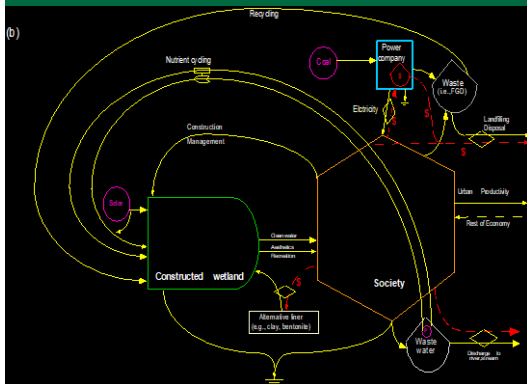 Recycling
(b)
Power
company
Coal
Nutrient cycling
$
Waste
(i.e.,FGD)
Elctricity
$
$
Landfilling
Disposal
$
Construction
Management
Solar
Urban Productivity
Rest of Economy
Clean water
Aesthetics
Recreation
Constructed wetland
$
Society
Alternative liner
(e.g., clay, bentonite)
Waste
water
Discharge to
river,stream